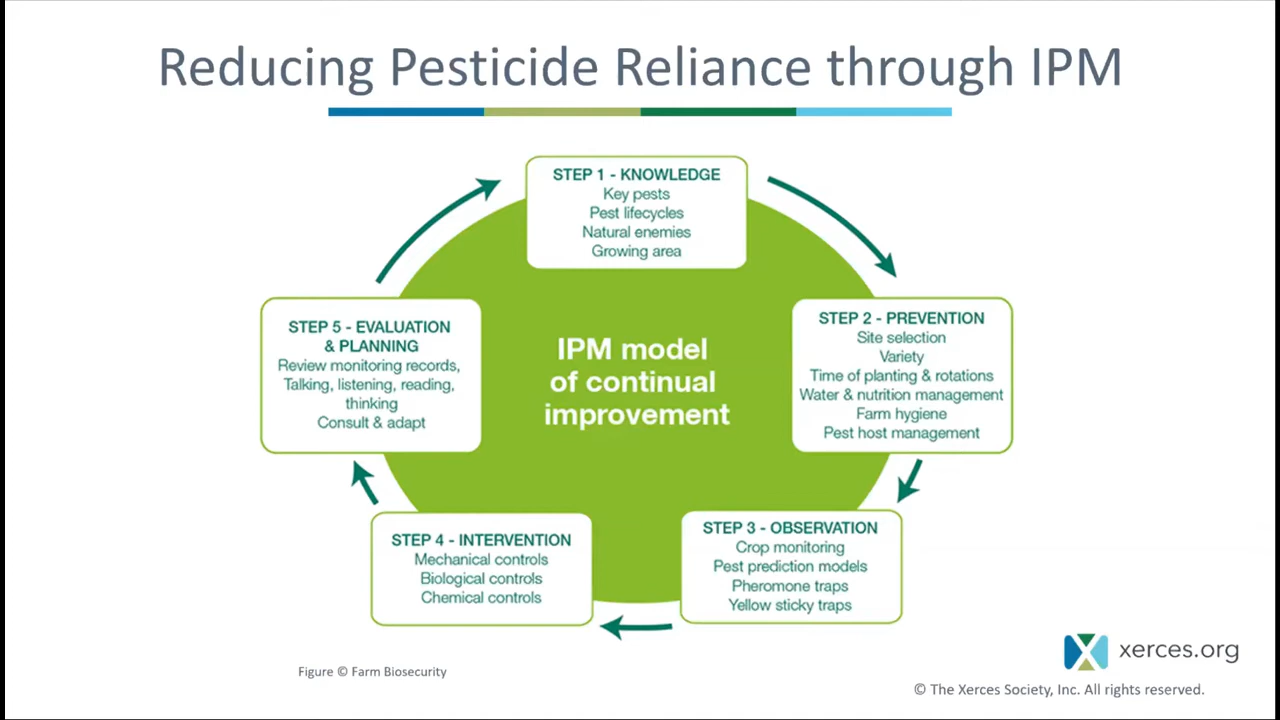 Reducing Pesticide Reliance through IPM
STEP 1 - KNOWLEDGE
Key pests
Pest lifecycles
Natural enemies
Growing area
STEP 2 - PREVENTION
Site selection
Variety
Time of planting & rotations
Water & nutrition management
Farm hygiene
Pest host management
STEP 3 - OBSERVATION
Crop monitoring
Pest prediction models
Pheromone traps
Yellow sticky traps
STEP 4 - INTERVENTION
Mechanical controls
Biological controls
Chemical controls
STEP 5 - EVALUATION
& PLANNING
Review monitoring records,
Talking, listening, reading,
thinking
Consult & adapt
IPM model
of continual
improvement
Figure © Farm Biosecurity
xerces.org
© The Xerces Society, Inc. All rights reserved.